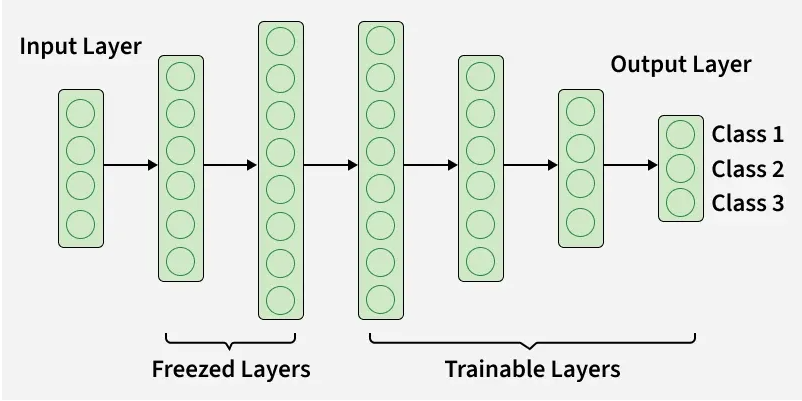 Input Layer
Output Layer
Class 1
Class 2
Class 3
Freezed Layers
Trainable Layers